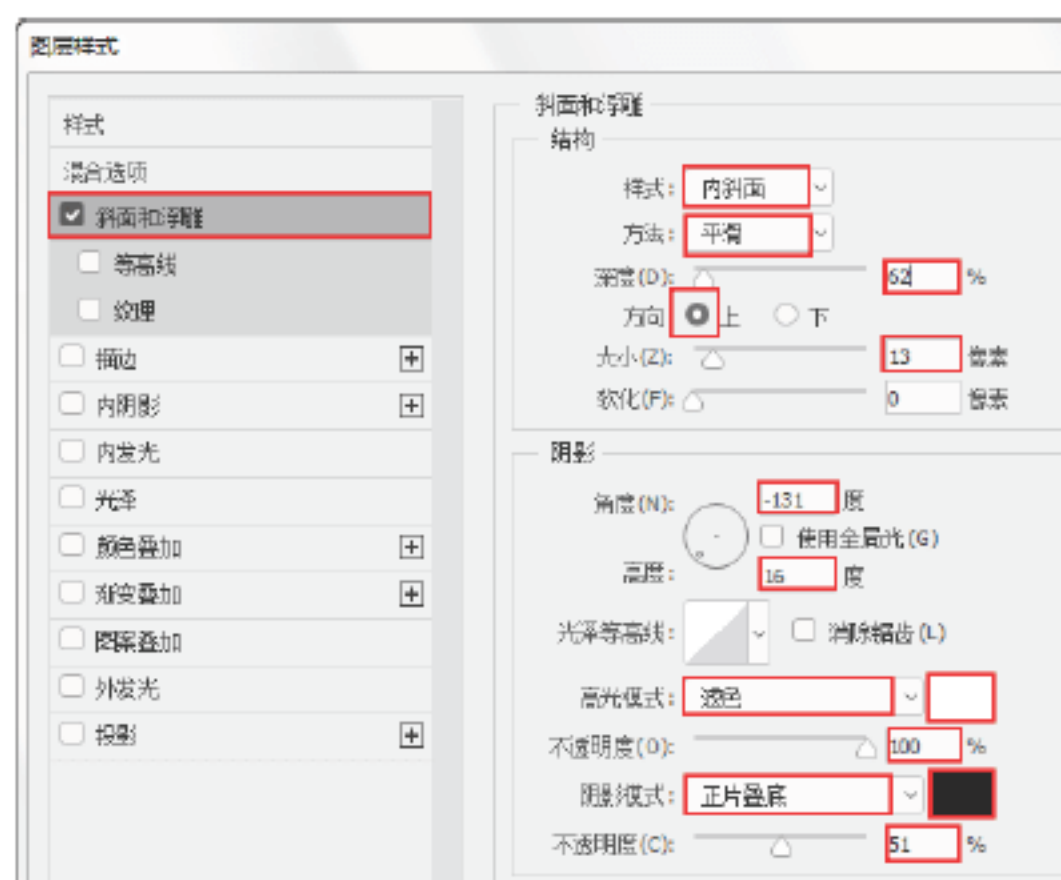 图层样式
样式
混合选项
斜面和浮雕
等高线
纹理
描边
内阴影
内发光
光泽
颜色叠加
渐变叠加
图案叠加
外发光
投影
斜面和浮雕
结构
样式： 内斜面
方法： 平滑
深度(D): 62 %
方向 上 下
大小(Z): 13 像素
软化(F): 0 像素
阴影
角度(N): -131 度
使用全局光(G)
高度： 16 度
光泽等高线： 消除锯齿(L)
高光模式： 滤色
不透明度(O): 100 %
阴影模式： 正片叠底
不透明度(C): 51 %